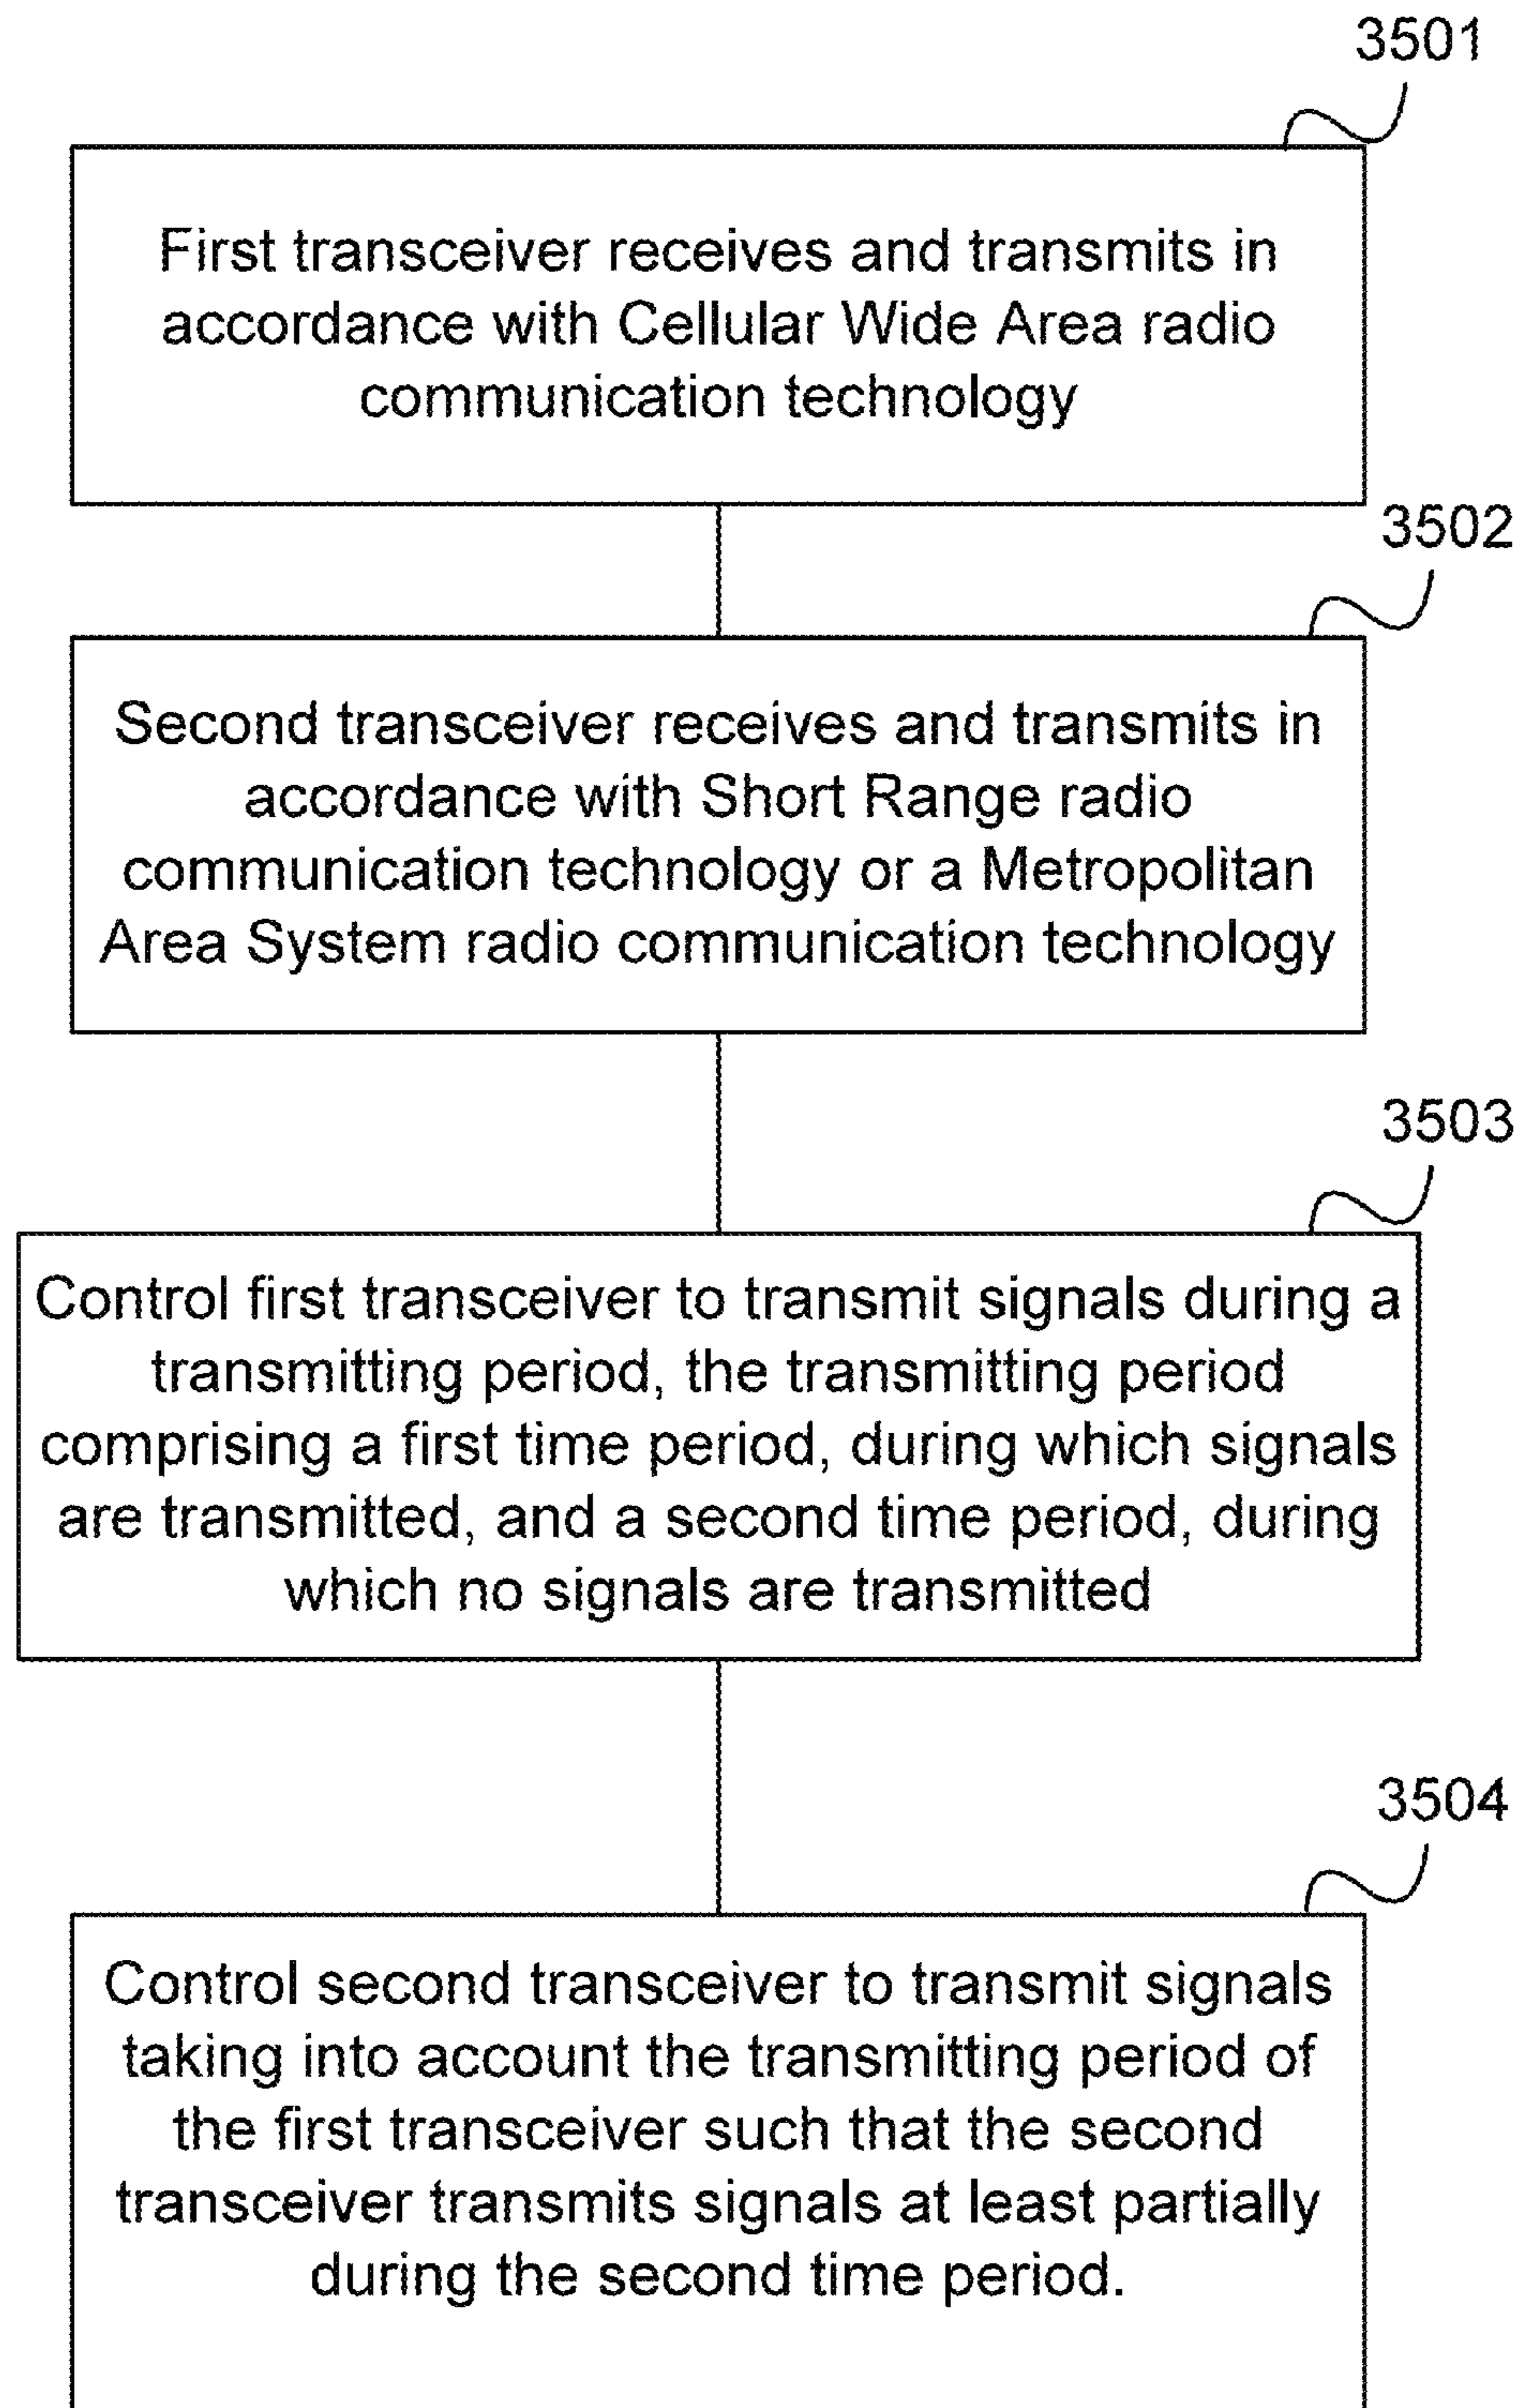 3501
First transceiver receives and transmits in
accordance with Cellular Wide Area radio
communication technology
3502
Second transceiver receives and transmits in
accordance with Short Range radio
communication technology or a Metropolitan
Area System radio communication technology
3503
Control first transceiver to transmit signals during a
transmitting period, the transmitting period
comprising a first time period, during which signals
are transmitted, and a second time period, during
which no signals are transmitted
3504
Control second transceiver to transmit signals
taking into account the transmitting period of
the first transceiver such that the second
transceiver transmits signals at least partially
during the second time period.